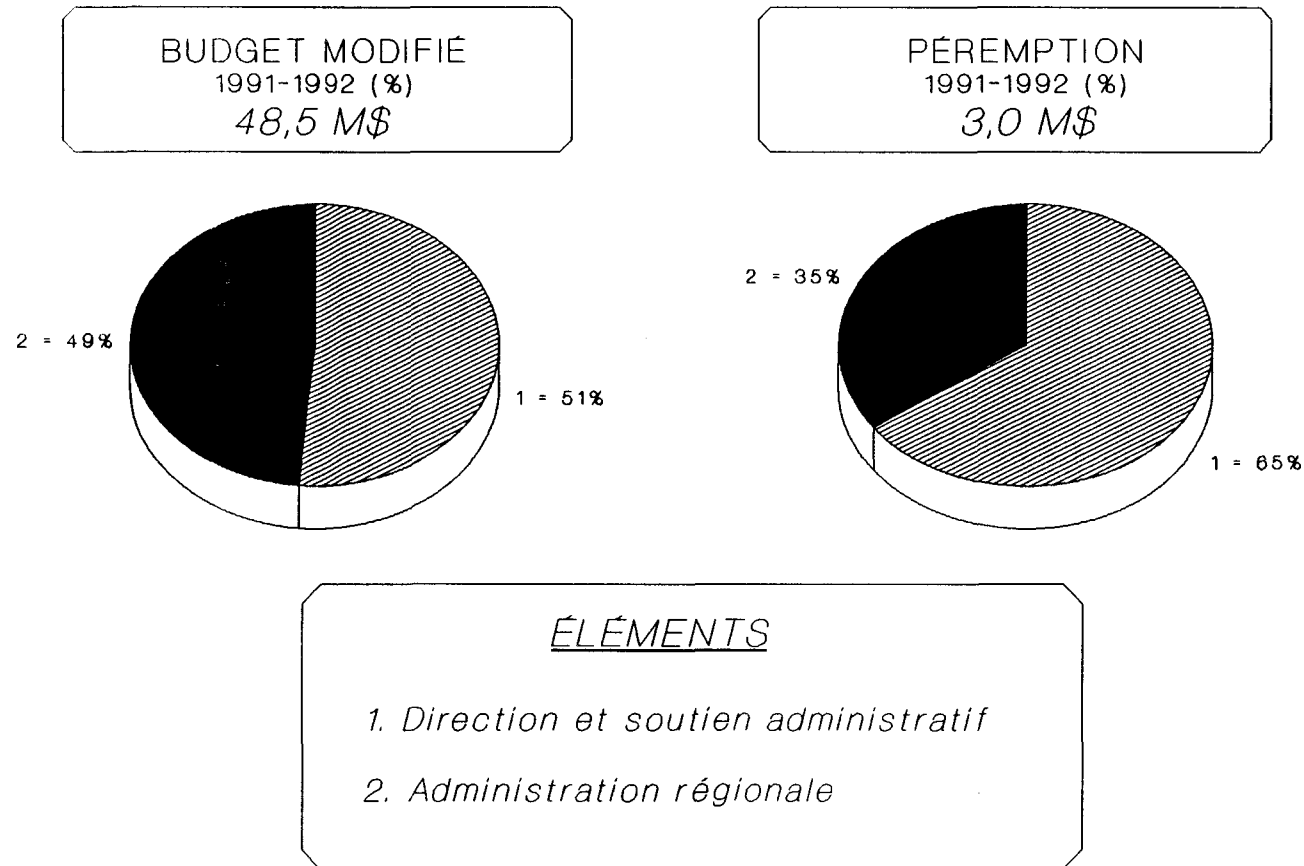 BUDGET MODIFIÉ
1991-1992 (%)
48,5 M$
PÉREMPTION
1991-1992 (%)
3,0 M$
2 = 49%
1 = 51%
2 = 35%
1 = 65%
ÉLÉMENTS
1. Direction et soutien administratif
2. Administration régionale